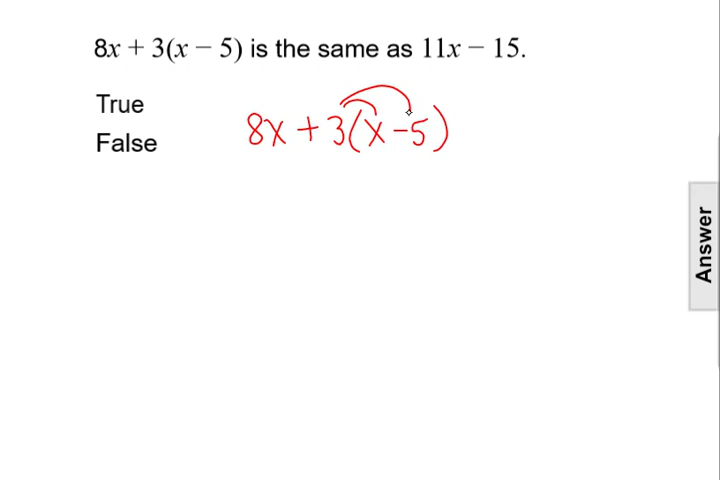 8x + 3(x − 5) is the same as 11x − 15.
True
8x + 3(x − 5)
False
Answer